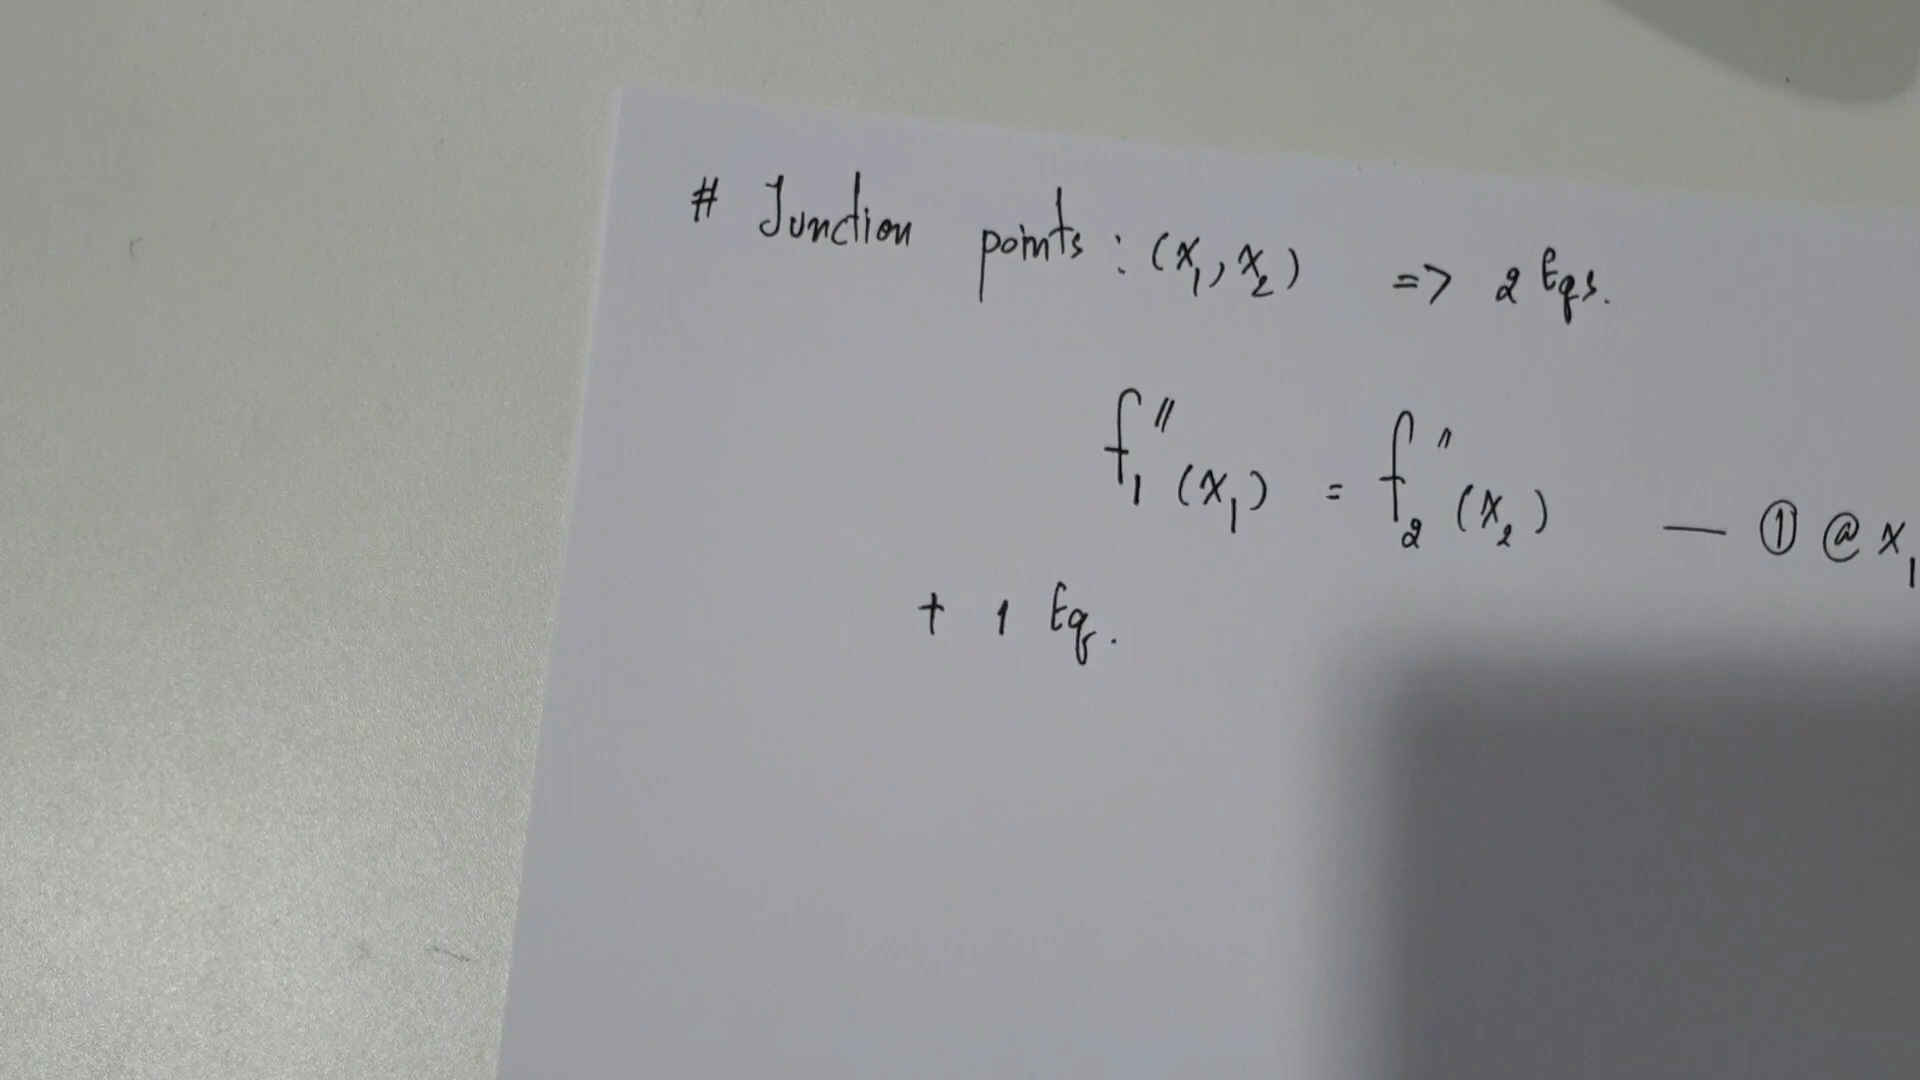 # Junction points : (x₁, x₂) => 2 Eqs.
f₁″(x₁) = f₂″(x₂) — ① @ x₁
+ 1 Eq.